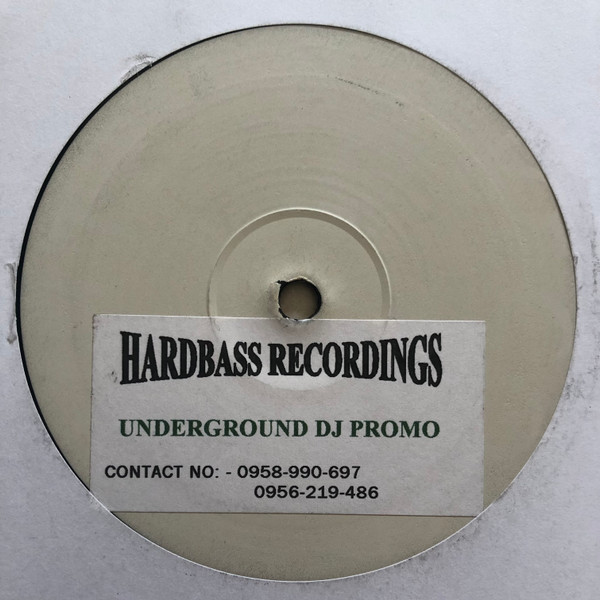 HARDBASS RECORDINGS
UNDERGROUND DJ PROMO
CONTACT NO: - 0958-990-697
0956-219-486